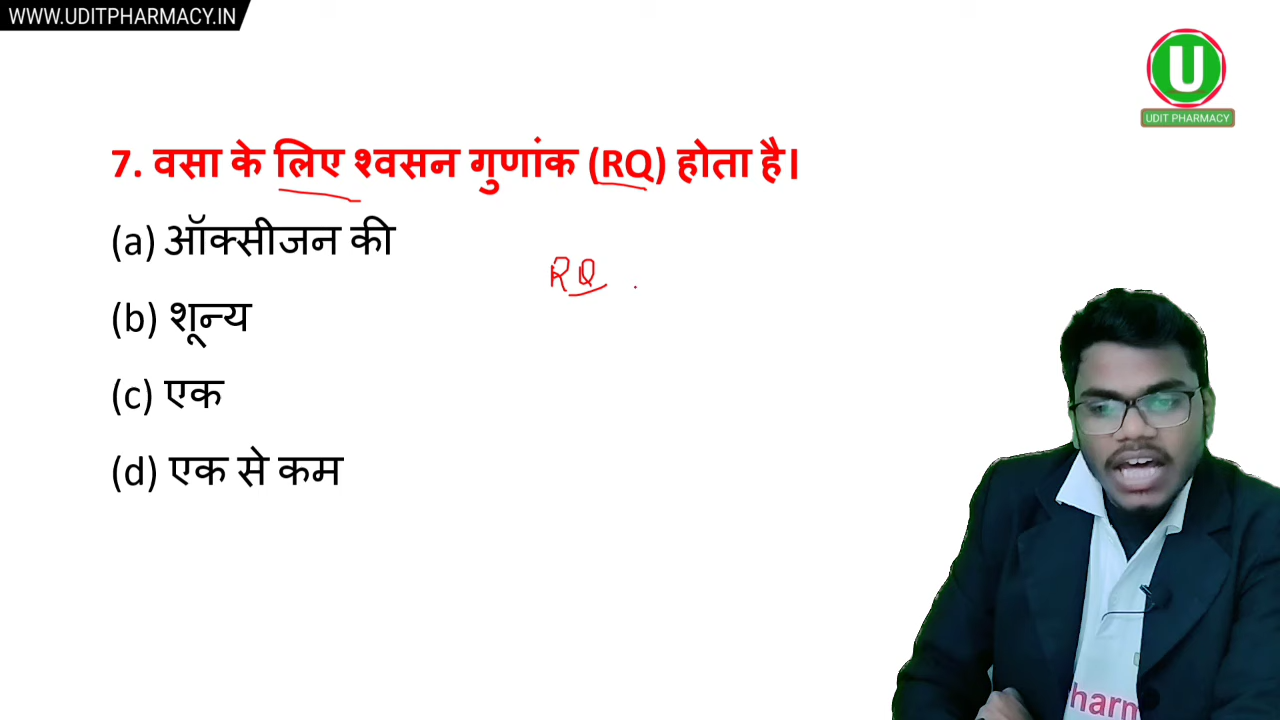 WWW.UDITPHARMACY.IN
U
UDIT PHARMACY
7. वसा के लिए श्वसन गुणांक (RQ) होता है।
(a) ऑक्सीजन की
RQ
(b) शून्य
(c) एक
(d) एक से कम
harm